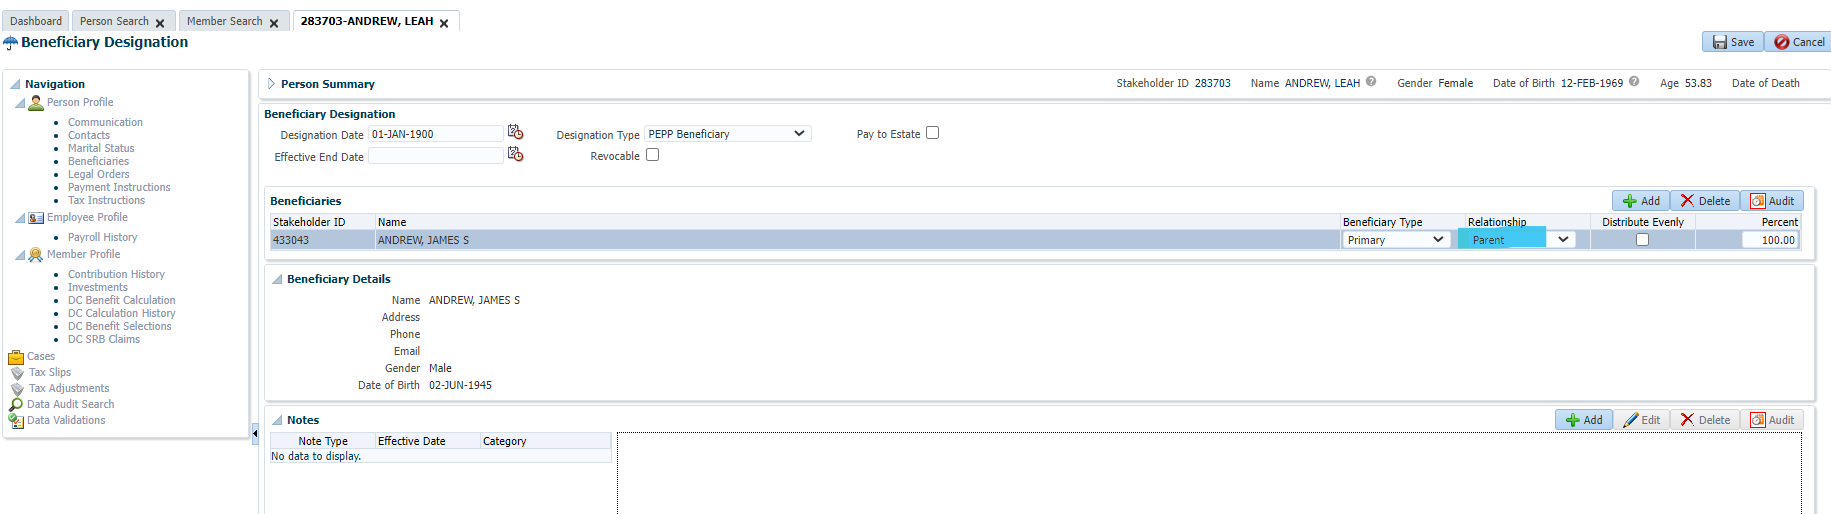 Dashboard Person Search Member Search 283703-ANDREW, LEAH
Beneficiary Designation
Save Cancel
Navigation
Person Profile
Communication
Contacts
Marital Status
Beneficiaries
Legal Orders
Payment Instructions
Tax Instructions
Employee Profile
Payroll History
Member Profile
Contribution History
Investments
DC Benefit Calculation
DC Calculation History
DC Benefit Selections
DC SRB Claims
Cases
Tax Slips
Tax Adjustments
Data Audit Search
Data Validations
Person Summary Stakeholder ID 283703 Name ANDREW, LEAH Gender Female Date of Birth 12-FEB-1969 Age 53.83 Date of Death
Beneficiary Designation
Designation Date 01-JAN-1900 Designation Type PEPP Beneficiary Pay to Estate
Effective End Date Revocable
Beneficiaries Add Delete Audit
Stakeholder ID Name Beneficiary Type Relationship Distribute Evenly Percent
433043 ANDREW, JAMES S Primary Parent 100.00
Beneficiary Details
Name ANDREW, JAMES S
Address
Phone
Email
Gender Male
Date of Birth 02-JUN-1945
Notes Add Edit Delete Audit
Note Type Effective Date Category
No data to display.